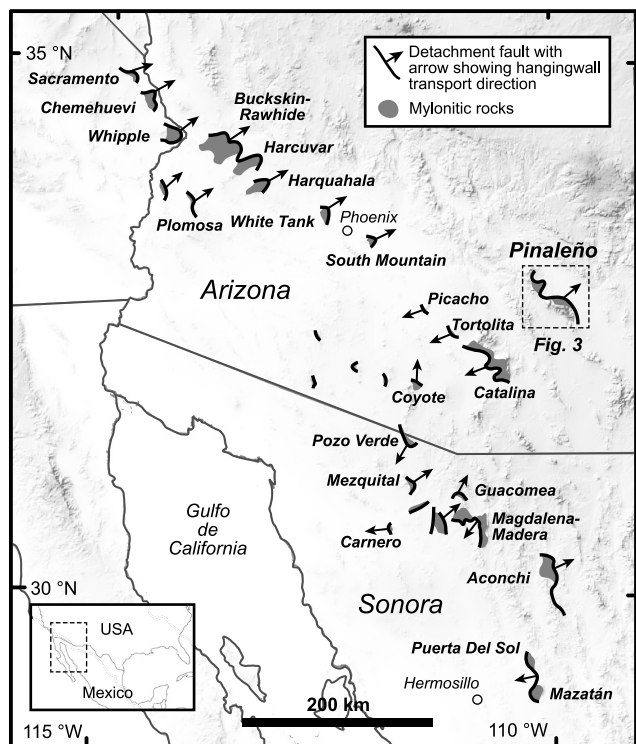 35 °N
Detachment fault with
arrow showing hangingwall
transport direction
Mylonitic rocks
Sacramento
Chemehuevi
Whipple
Buckskin-
Rawhide
Harcuvar
Harquahala
Plomosa
White Tank
Phoenix
South Mountain
Pinaleño
Arizona
Picacho
Tortolita
Fig. 3
Coyote
Catalina
Pozo Verde
Mezquital
Guacomea
Gulfo
de
California
Carnero
Magdalena-
Madera
Aconchi
30 °N
Sonora
USA
Mexico
Puerta Del Sol
Hermosillo
Mazatán
200 km
115 °W
110 °W